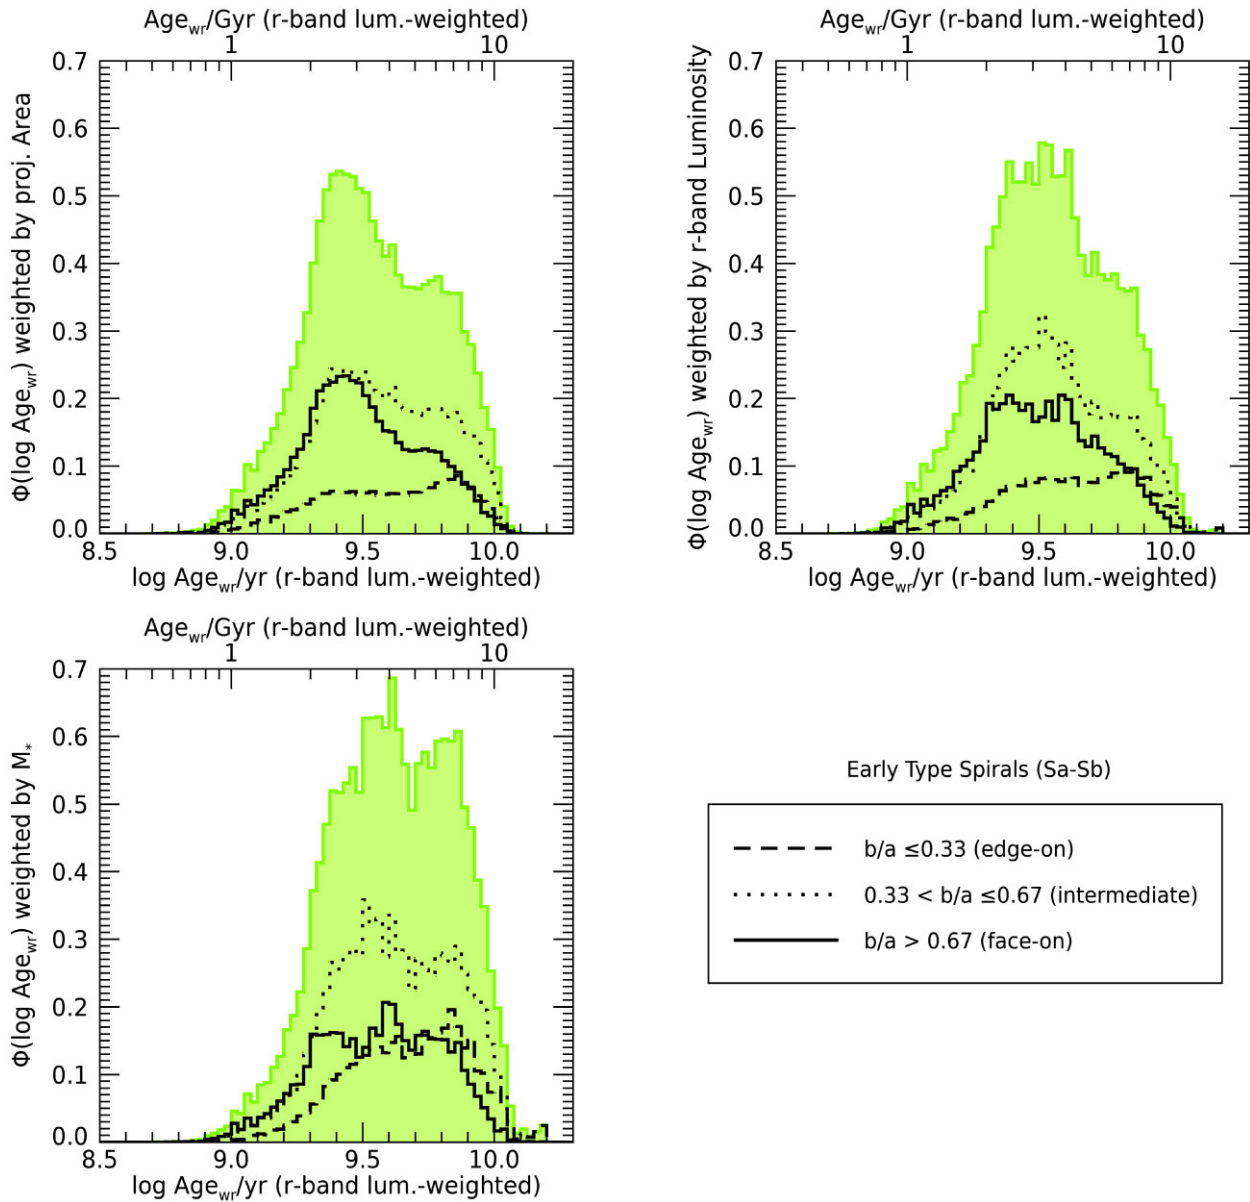 Age_wr/Gyr (r-band lum.-weighted)
1 10
Φ(log Age_wr) weighted by proj. Area
0.7
0.6
0.5
0.4
0.3
0.2
0.1
0.0
8.5 9.0 9.5 10.0
log Age_wr/yr (r-band lum.-weighted)
Age_wr/Gyr (r-band lum.-weighted)
1 10
Φ(log Age_wr) weighted by r-band Luminosity
0.7
0.6
0.5
0.4
0.3
0.2
0.1
0.0
8.5 9.0 9.5 10.0
log Age_wr/yr (r-band lum.-weighted)
Age_wr/Gyr (r-band lum.-weighted)
1 10
Φ(log Age_wr) weighted by M_*
0.7
0.6
0.5
0.4
0.3
0.2
0.1
0.0
8.5 9.0 9.5 10.0
log Age_wr/yr (r-band lum.-weighted)
Early Type Spirals (Sa-Sb)
b/a ≤0.33 (edge-on)
0.33 < b/a ≤0.67 (intermediate)
b/a > 0.67 (face-on)